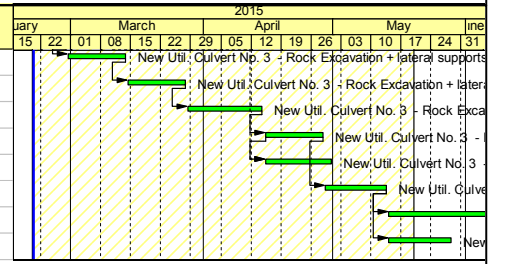 2015
uary March April May ine
15 22 01 08 15 22 29 05 12 19 26 03 10 17 24 31
New Util. Culvert No. 3 - Rock Excavation + lateral supports
New Util. Culvert No. 3 - Rock Excavation + latera
New Util. Culvert No. 3 - Rock Exca
New Util. Culvert No. 3 -
New Util. Culvert No. 3 -
New Util. Culve
New